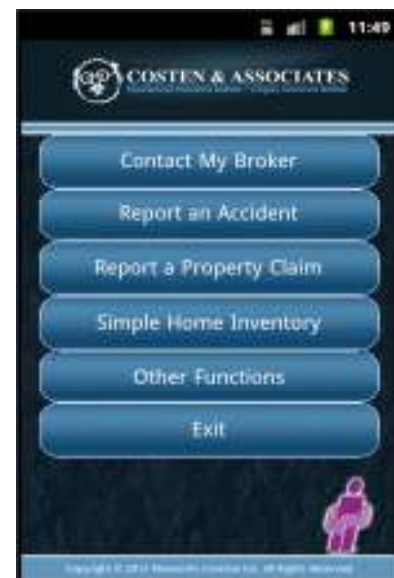 11:49
COSTEN & ASSOCIATES
Contact My Broker
Report an Accident
Report a Property Claim
Simple Home Inventory
Other Functions
Exit